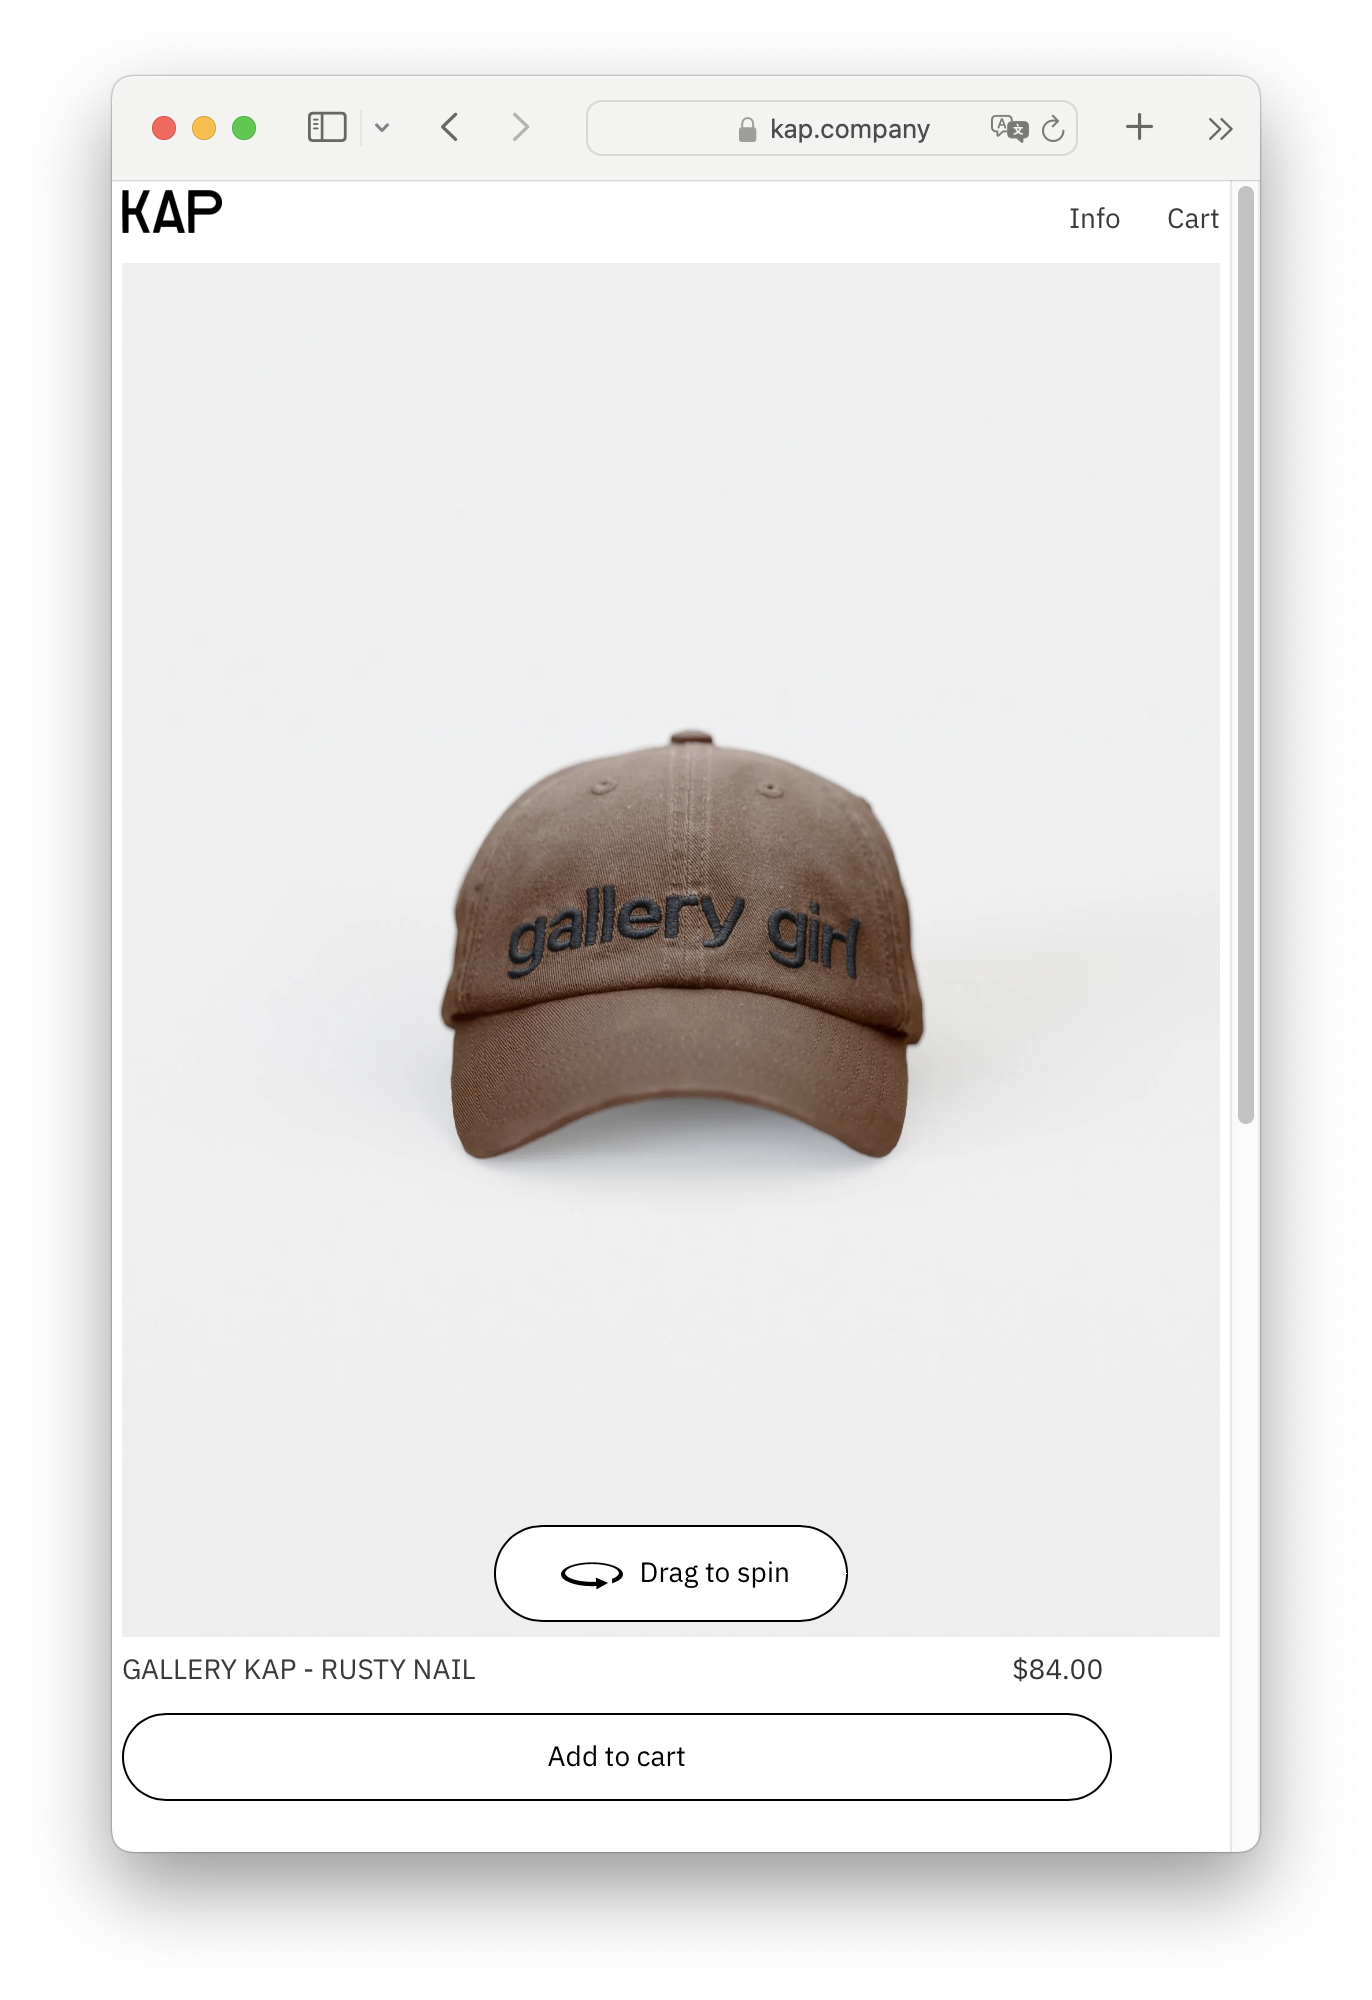 kap.company
KAP
Info Cart
gallery girl
Drag to spin
GALLERY KAP - RUSTY NAIL $84.00
Add to cart